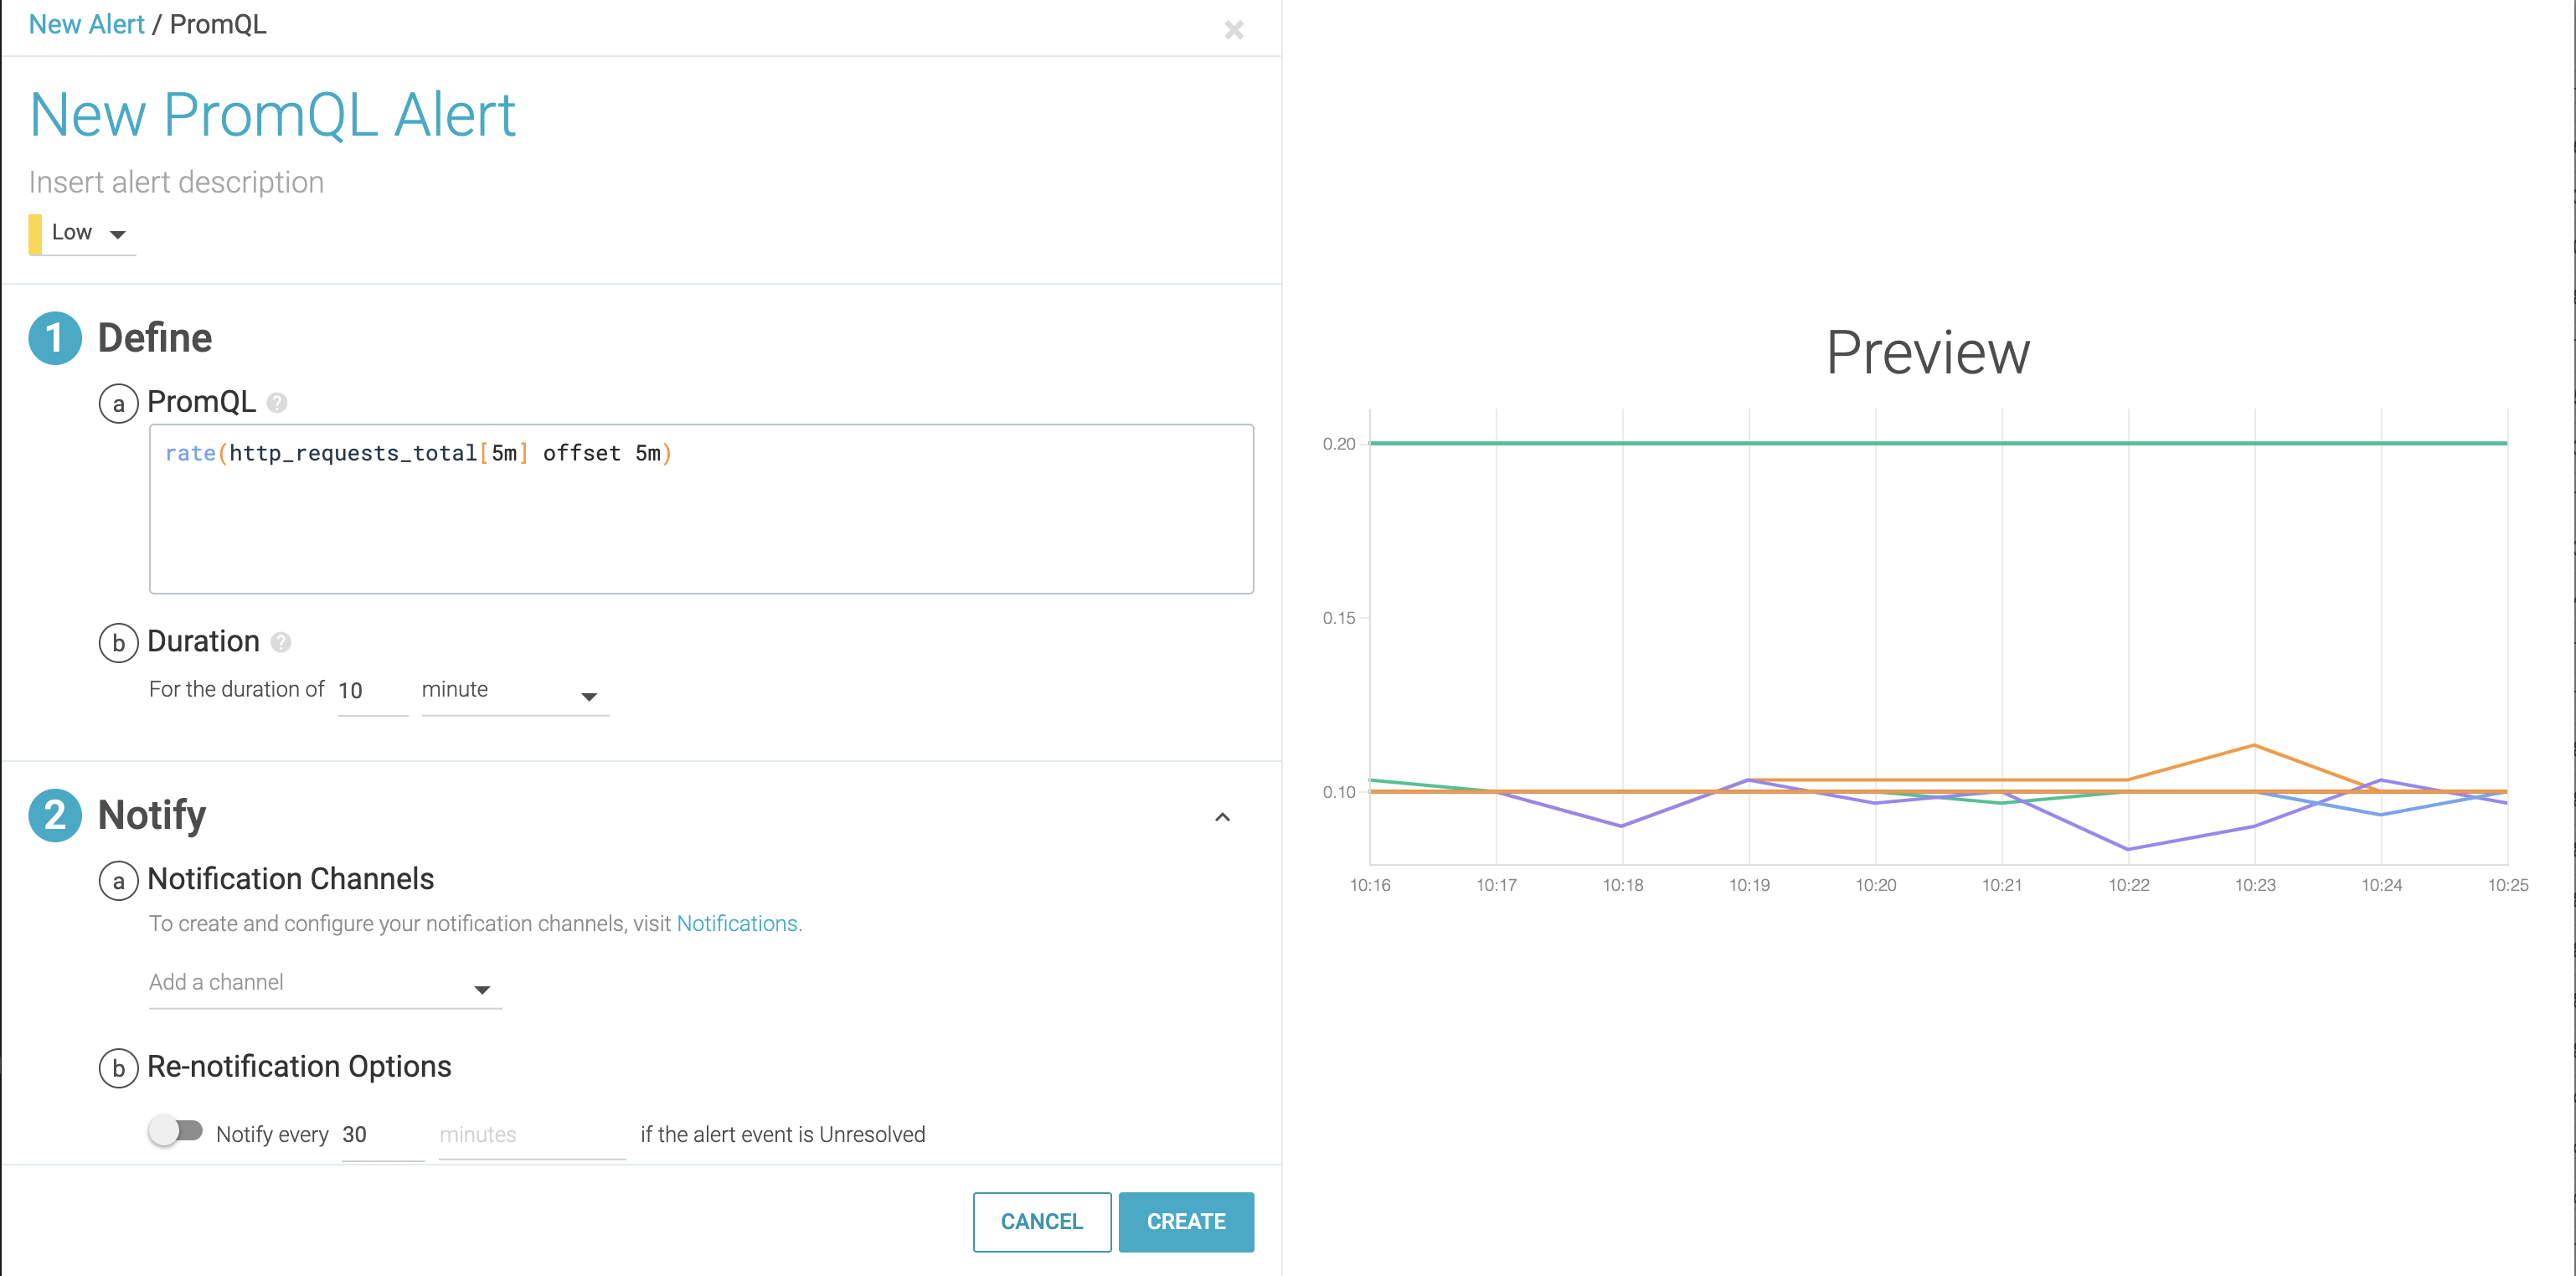 New Alert / PromQL
×
New PromQL Alert
Insert alert description
Low
1 Define
a PromQL ?
rate(http_requests_total[5m] offset 5m)
b Duration ?
For the duration of 10 minute
2 Notify
a Notification Channels
To create and configure your notification channels, visit Notifications.
Add a channel
b Re-notification Options
Notify every 30 minutes if the alert event is Unresolved
CANCEL CREATE
Preview
0.20
0.15
0.10
10:16 10:17 10:18 10:19 10:20 10:21 10:22 10:23 10:24 10:25